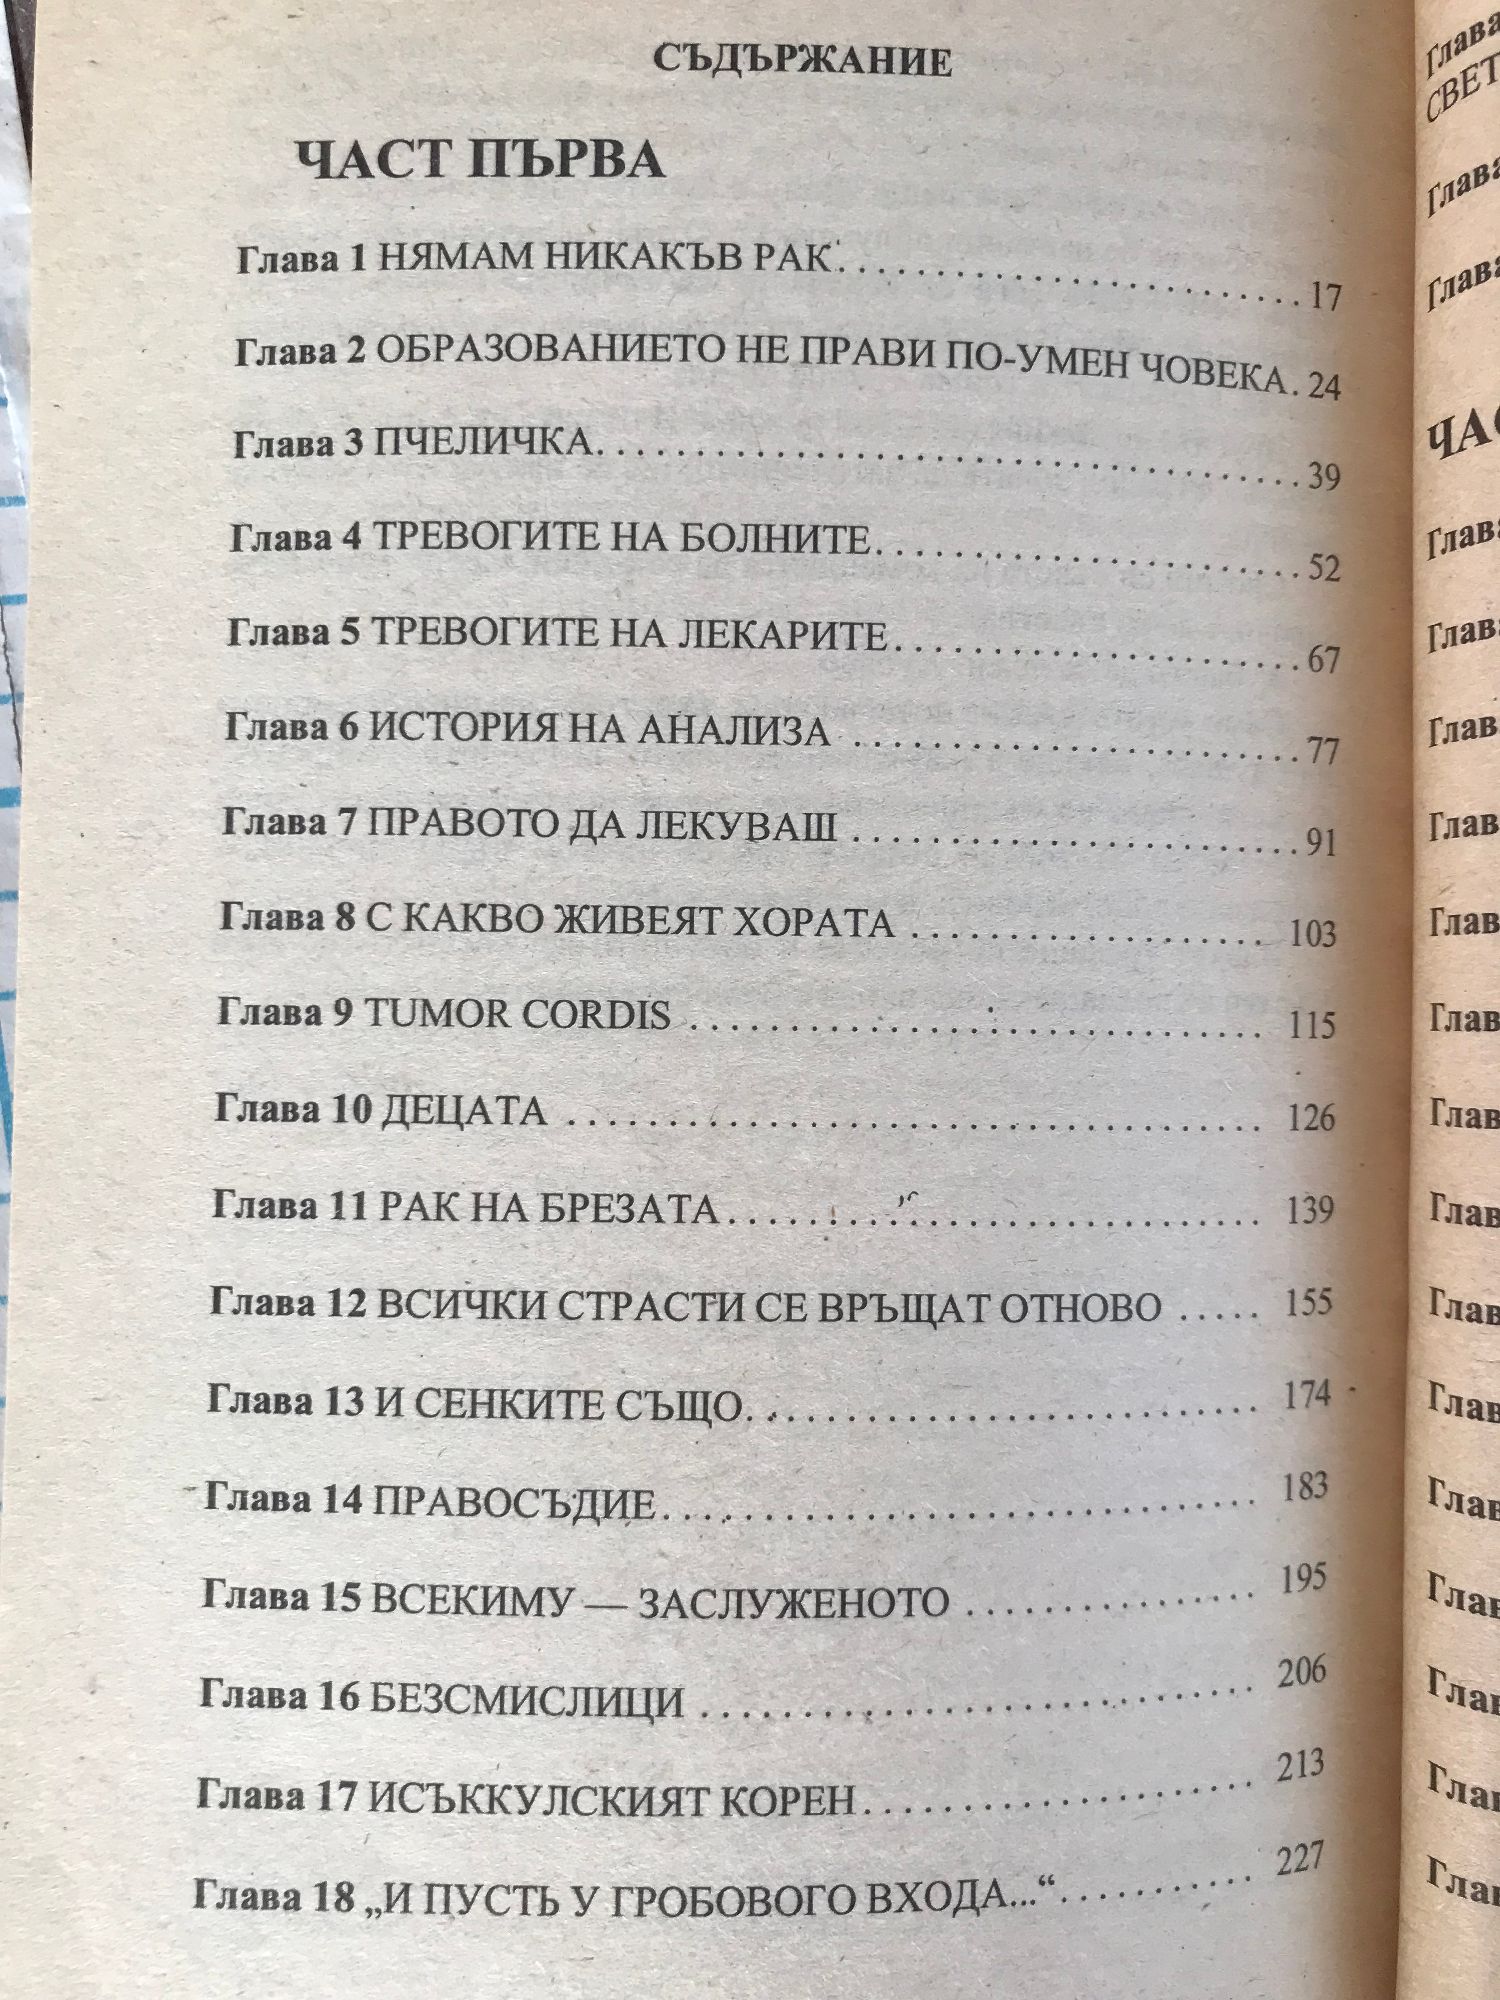 СЪДЪРЖАНИЕ
ЧАСТ ПЪРВА
Глава 1 НЯМАМ НИКАКЪВ РАК. . . . . . . . . . . . . . . . . . . . . . . . 17
Глава 2 ОБРАЗОВАНИЕТО НЕ ПРАВИ ПО-УМЕН ЧОВЕКА. 24
Глава 3 ПЧЕЛИЧКА. . . . . . . . . . . . . . . . . . . . . . . . . . . . . . . . . . . . 39
Глава 4 ТРЕВОГИТЕ НА БОЛНИТЕ. . . . . . . . . . . . . . . . . . . . . . 52
Глава 5 ТРЕВОГИТЕ НА ЛЕКАРИТЕ. . . . . . . . . . . . . . . . . . . . . 67
Глава 6 ИСТОРИЯ НА АНАЛИЗА . . . . . . . . . . . . . . . . . . . . . . . 77
Глава 7 ПРАВОТО ДА ЛЕКУВАШ . . . . . . . . . . . . . . . . . . . . . . . 91
Глава 8 С КАКВО ЖИВЕЯТ ХОРАТА . . . . . . . . . . . . . . . . . . 103
Глава 9 TUMOR CORDIS . . . . . . . . . . . . . . . . . . . . . . . . . . . . . 115
Глава 10 ДЕЦАТА . . . . . . . . . . . . . . . . . . . . . . . . . . . . . . . . . . . 126
Глава 11 РАК НА БРЕЗАТА. . . . . . . . . . . . . . . . . . . . . . . . . . . 139
Глава 12 ВСИЧКИ СТРАСТИ СЕ ВРЪЩАТ ОТНОВО . . . . . 155
Глава 13 И СЕНКИТЕ СЪЩО. . . . . . . . . . . . . . . . . . . . . . . . . . 174
Глава 14 ПРАВОСЪДИЕ. . . . . . . . . . . . . . . . . . . . . . . . . . . . . . 183
Глава 15 ВСЕКИМУ — ЗАСЛУЖЕНОТО . . . . . . . . . . . . . . . 195
Глава 16 БЕЗСМИСЛИЦИ . . . . . . . . . . . . . . . . . . . . . . . . . . . . 206
Глава 17 ИСЪККУЛСКИЯТ КОРЕН. . . . . . . . . . . . . . . . . . . . 213
Глава 18 „И ПУСТЬ У ГРОБОВОГО ВХОДА...“. . . . . . . . . . . 227
Глава
СВЕТ
Глава
Глава